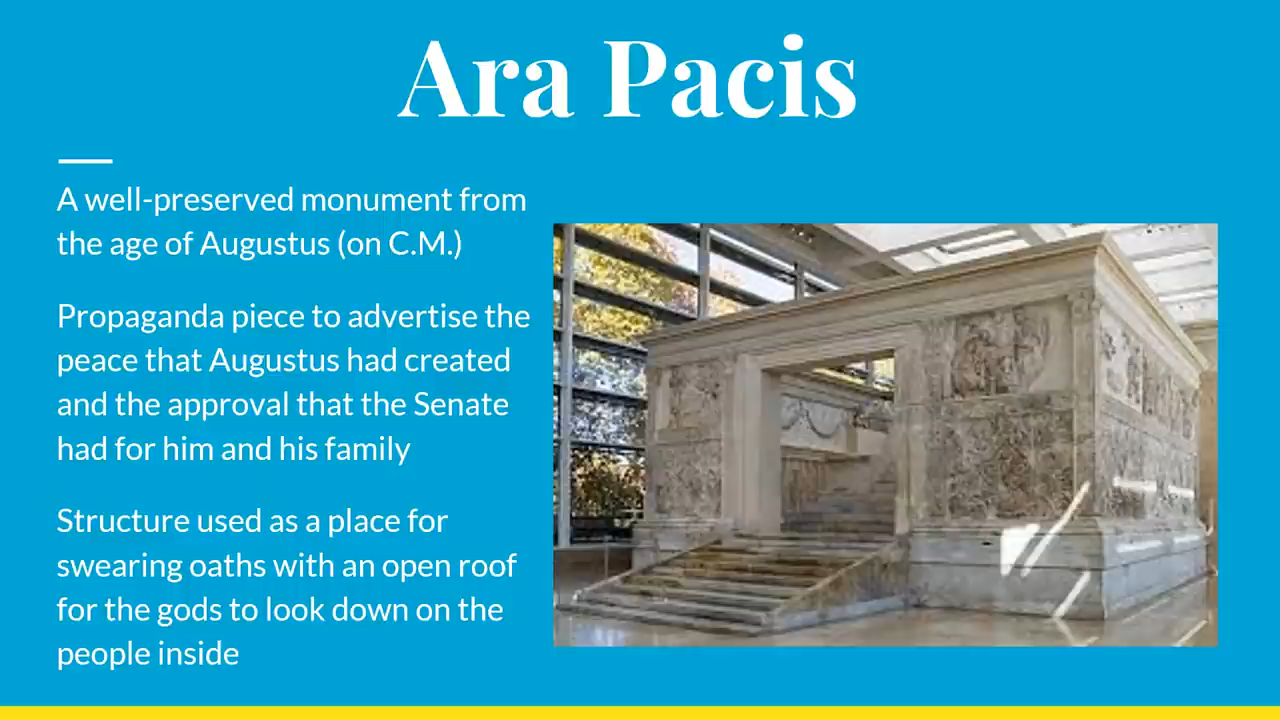 Ara Pacis
A well-preserved monument from
the age of Augustus (on C.M.)
Propaganda piece to advertise the
peace that Augustus had created
and the approval that the Senate
had for him and his family
Structure used as a place for
swearing oaths with an open roof
for the gods to look down on the
people inside